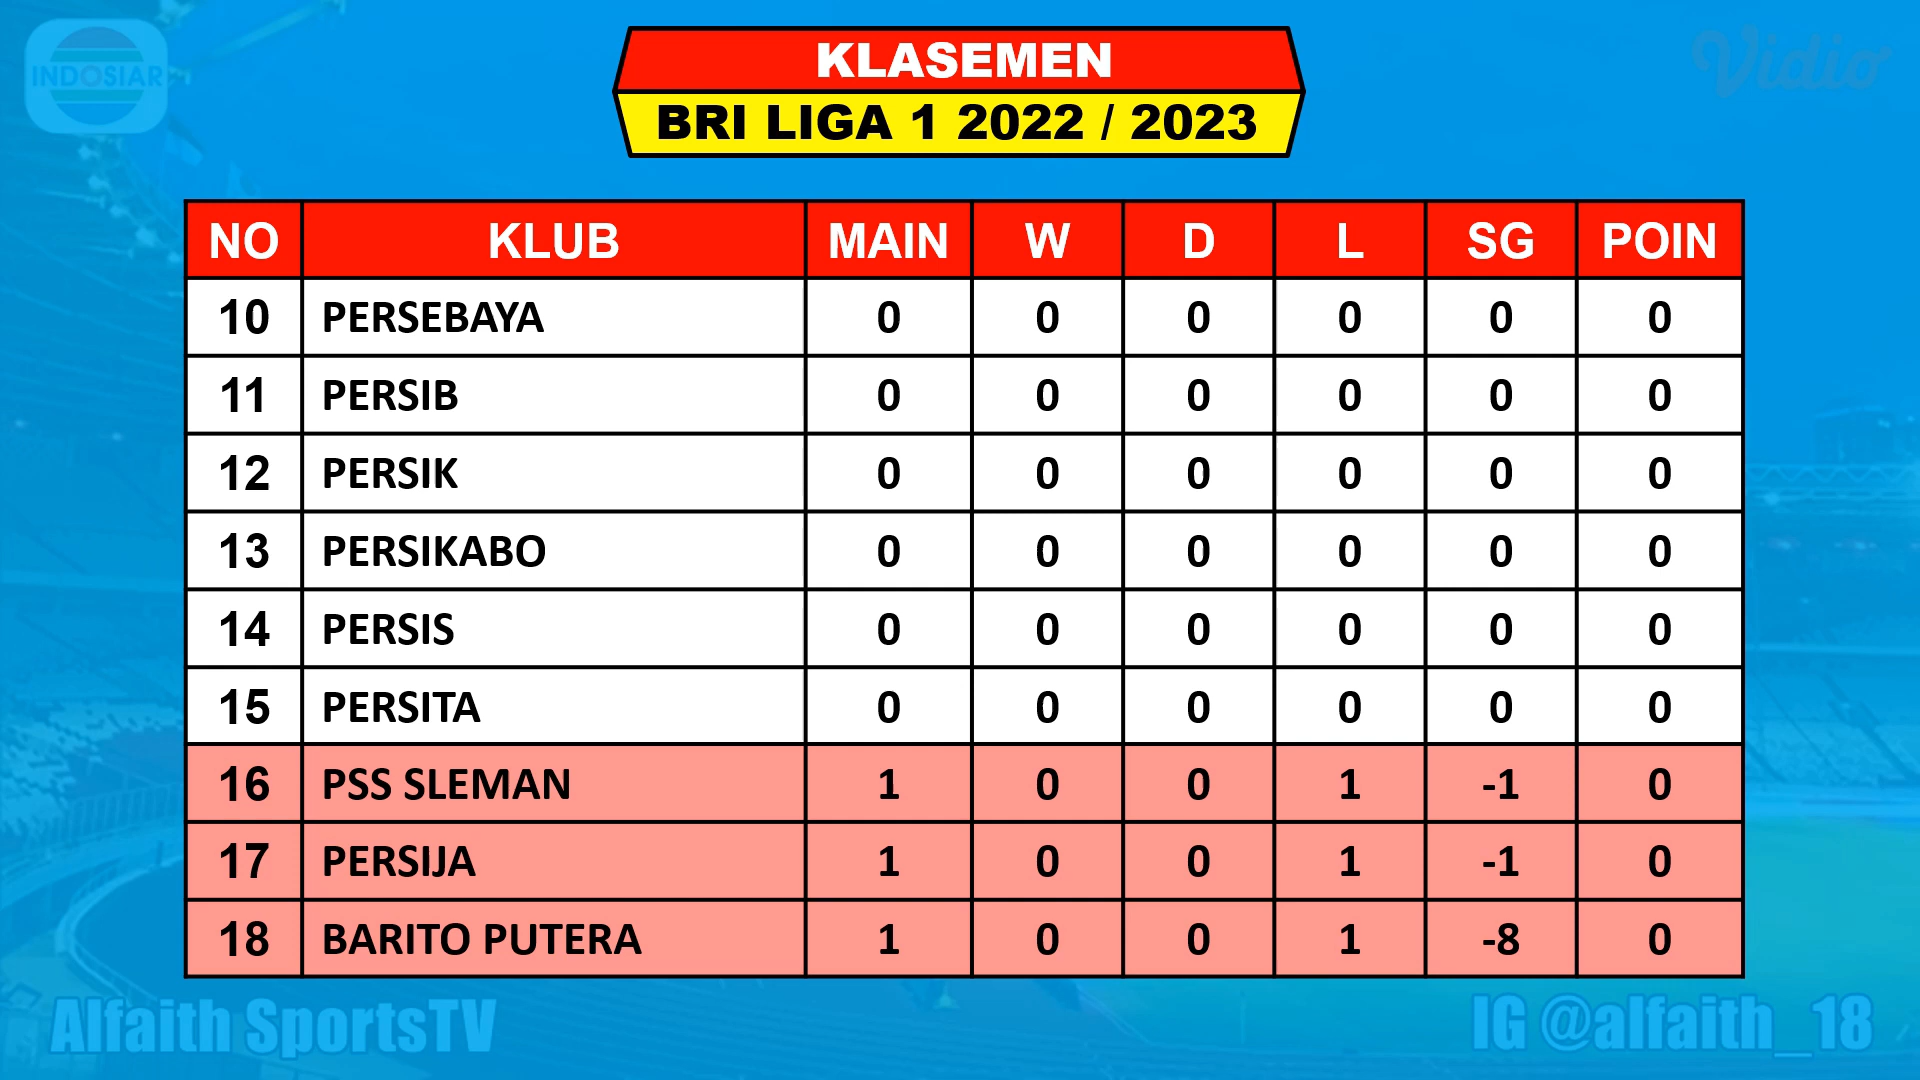 INDOSIAR
Vidio
KLASEMEN
BRI LIGA 1 2022 / 2023
NO KLUB MAIN W D L SG POIN
10 PERSEBAYA 0 0 0 0 0 0
11 PERSIB 0 0 0 0 0 0
12 PERSIK 0 0 0 0 0 0
13 PERSIKABO 0 0 0 0 0 0
14 PERSIS 0 0 0 0 0 0
15 PERSITA 0 0 0 0 0 0
16 PSS SLEMAN 1 0 0 1 -1 0
17 PERSIJA 1 0 0 1 -1 0
18 BARITO PUTERA 1 0 0 1 -8 0
Alfaith SportsTV
IG @alfaith_18